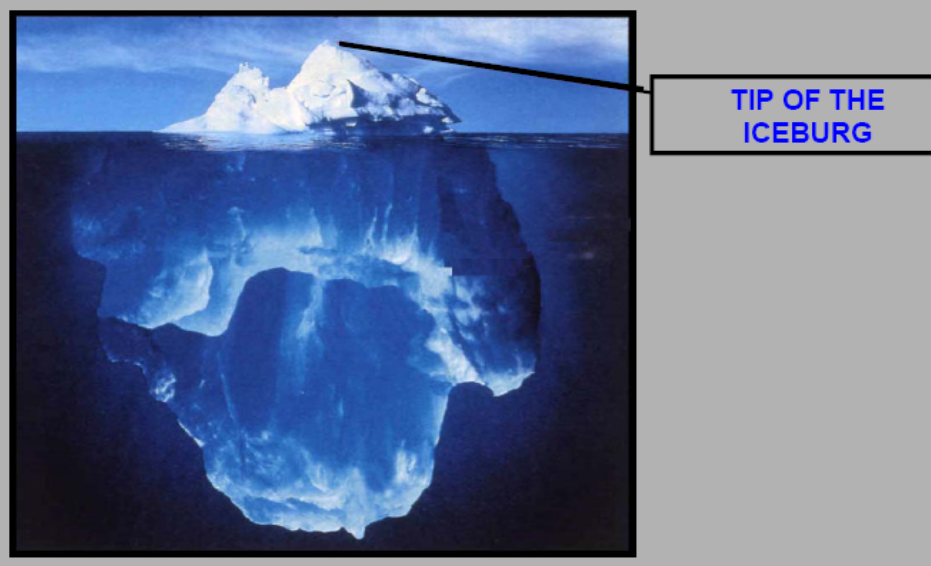 TIP OF THE
ICEBURG